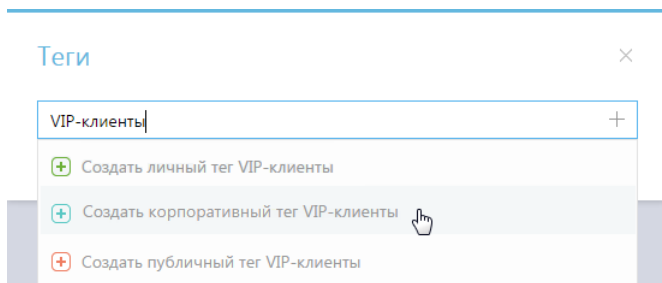 Теги
VIP-клиенты
Создать личный тег VIP-клиенты
Создать корпоративный тег VIP-клиенты
Создать публичный тег VIP-клиенты